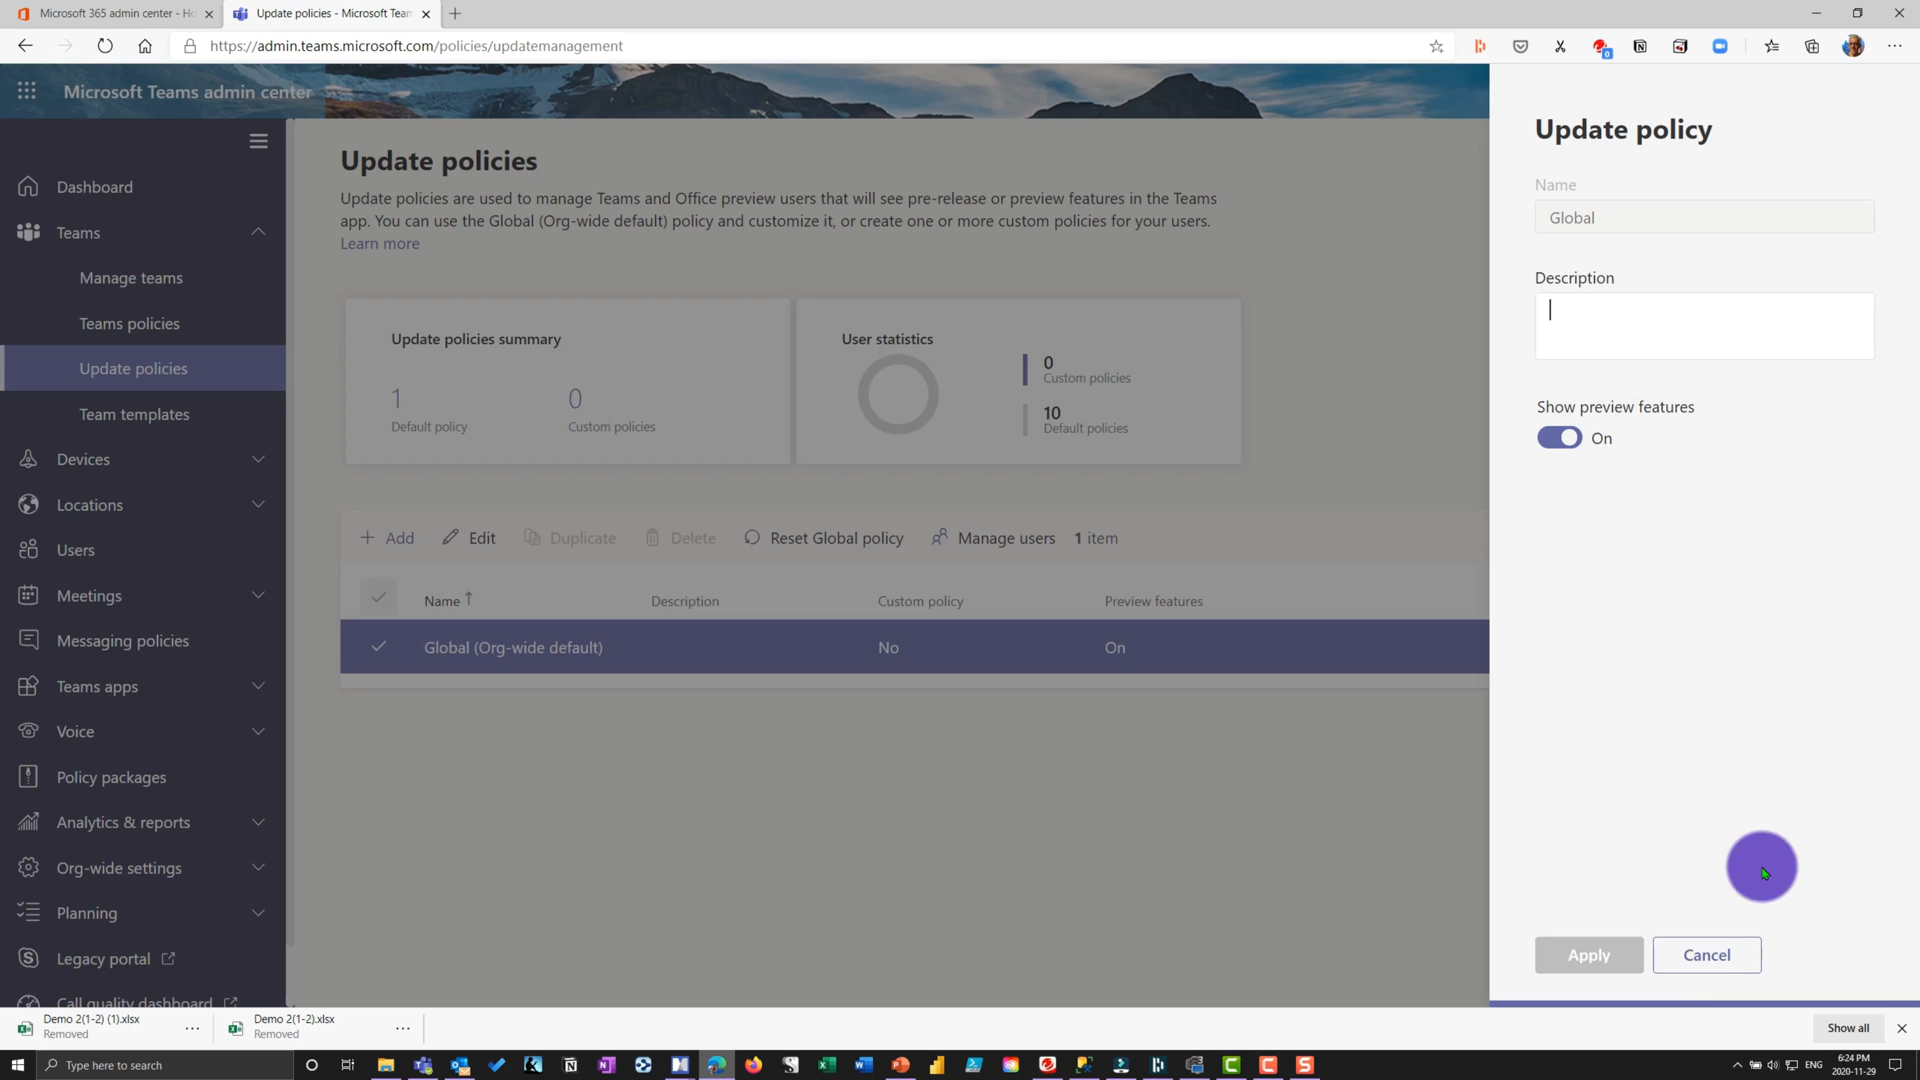 Microsoft 365 admin center - Ho
Update policies - Microsoft Team
https://admin.teams.microsoft.com/policies/updatemanagement
0
Microsoft Teams admin center
Dashboard
Teams
Manage teams
Teams policies
Update policies
Team templates
Devices
Locations
Users
Meetings
Messaging policies
Teams apps
Voice
Policy packages
Analytics & reports
Org-wide settings
Planning
Legacy portal
Call quality dashboard
Update policies
Update policies are used to manage Teams and Office preview users that will see pre-release or preview features in the Teams
app. You can use the Global (Org-wide default) policy and customize it, or create one or more custom policies for your users.
Learn more
Update policies summary
1
Default policy
0
Custom policies
User statistics
0
Custom policies
10
Default policies
Add
Edit
Duplicate
Delete
Reset Global policy
Manage users
1 item
Name
Description
Custom policy
Preview features
Global (Org-wide default)
No
On
Update policy
Name
Global
Description
Show preview features
On
Apply
Cancel
Demo 2(1-2) (1).xlsx
Removed
Demo 2(1-2).xlsx
Removed
Show all
Type here to search
ENG
6:24 PM
2020-11-29